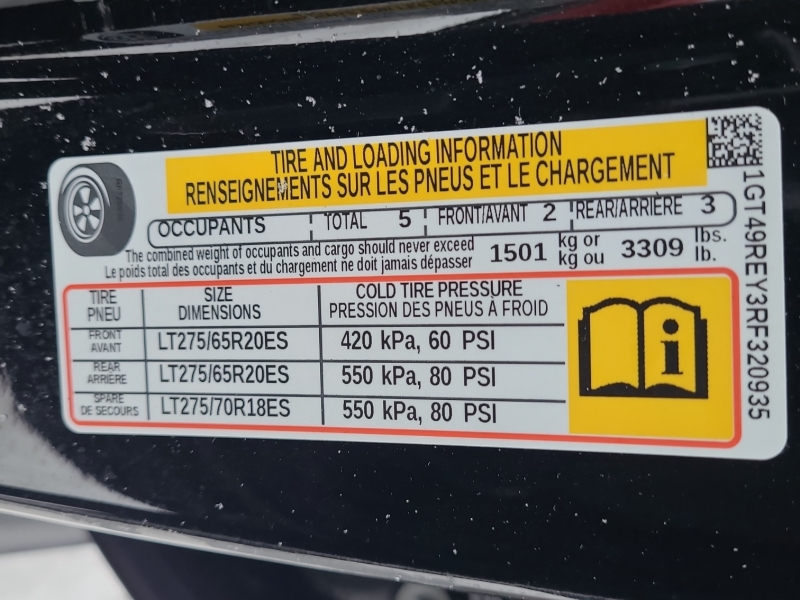 TIRE AND LOADING INFORMATION
RENSEIGNEMENTS SUR LES PNEUS ET LE CHARGEMENT
OCCUPANTS TOTAL 5 FRONT/AVANT 2 REAR/ARRIÈRE 3
The combined weight of occupants and cargo should never exceed 1501 kg or 3309 lbs.
Le poids total des occupants et du chargement ne doit jamais dépasser kg ou lb.
TIRE SIZE COLD TIRE PRESSURE
PNEU DIMENSIONS PRESSION DES PNEUS À FROID
FRONT
AVANT LT275/65R20ES 420 kPa, 60 PSI
REAR
ARRIÈRE LT275/65R20ES 550 kPa, 80 PSI
SPARE
DE SECOURS LT275/70R18ES 550 kPa, 80 PSI
i
1GT49REY3RF320935